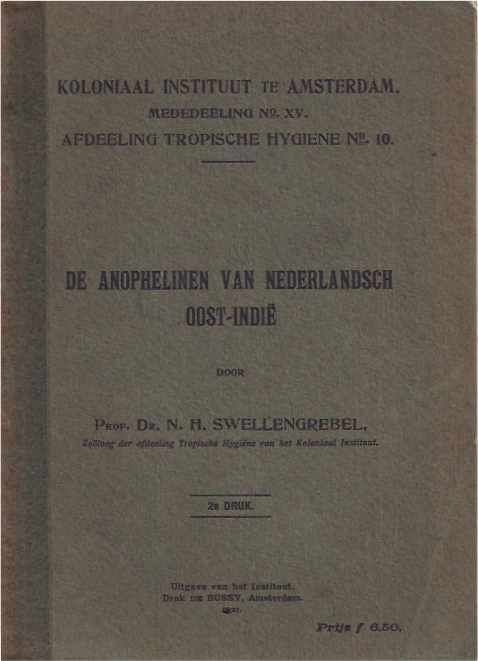 KOLONIAAL INSTITUUT TE AMSTERDAM.
MEDEDEELING No. XV.
AFDEELING TROPISCHE HYGIENE No. 10.
DE ANOPHELINEN VAN NEDERLANDSCH
OOST-INDIË
DOOR
PROF. DR. N. H. SWELLENGREBEL,
Zoöloog der afdeeling Tropische Hygiëne van het Koloniaal Instituut.
2e DRUK.
Uitgave van het Instituut.
Druk DE BUSSY, Amsterdam.
Prijs f 6,50.